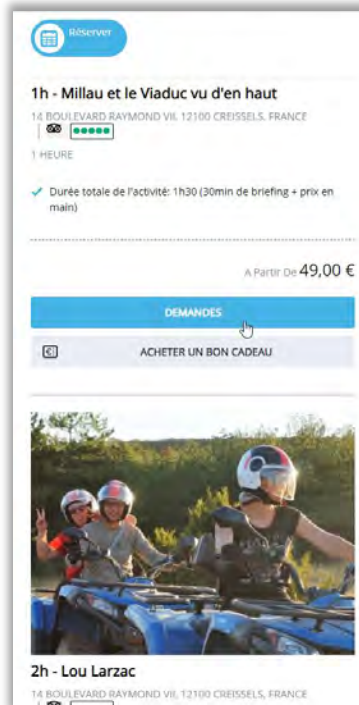 Réserver
1h - Millau et le Viaduc vu d'en haut
14 BOULEVARD RAYMOND VII, 12100 CREISSELS, FRANCE
1 HEURE
Durée totale de l'activité: 1h30 (30min de briefing + prix en
main)
A Partir De 49,00 €
DEMANDES
ACHETER UN BON CADEAU
2h - Lou Larzac
14 BOULEVARD RAYMOND VII, 12100 CREISSELS, FRANCE